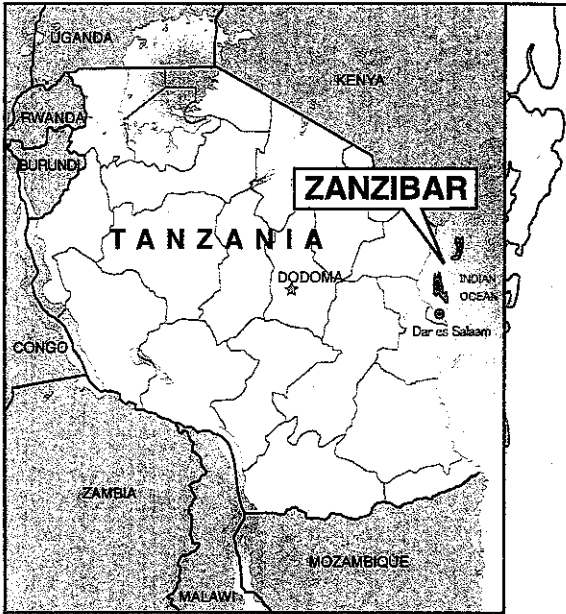 UGANDA
KENYA
RWANDA
BURUNDI
ZANZIBAR
TANZANIA
DODOMA
INDIAN
OCEAN
Dar es Salaam
CONGO
ZAMBIA
MOZAMBIQUE
MALAWI